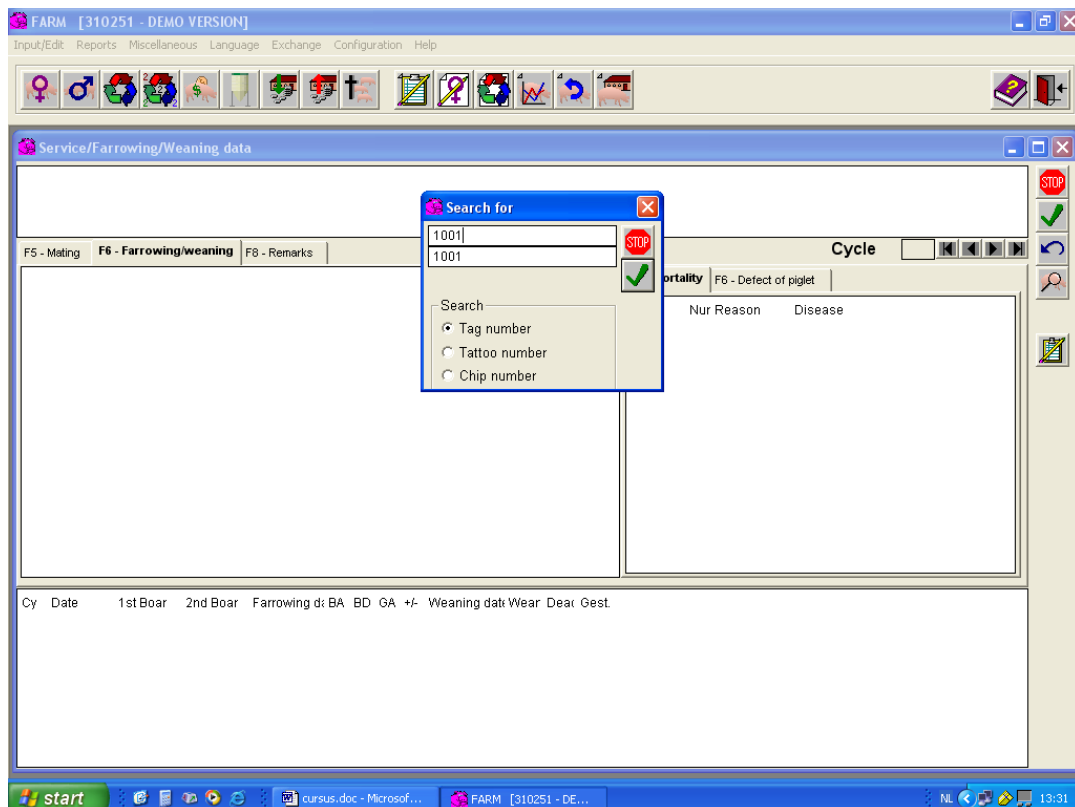 FARM [310251 - DEMO VERSION]
Input/Edit Reports Miscellaneous Language Exchange Configuration Help
Service/Farrowing/Weaning data
Search for
1001
1001
STOP
STOP
F5 - Mating F6 - Farrowing/weaning F8 - Remarks
Cycle
ortality F6 - Defect of piglet
Nur Reason Disease
Search
Tag number
Tattoo number
Chip number
Cy Date 1st Boar 2nd Boar Farrowing da BA BD GA +/- Weaning date Wear Dead Gest.
start cursus.doc - Microsof... FARM [310251 - DE... NL 13:31